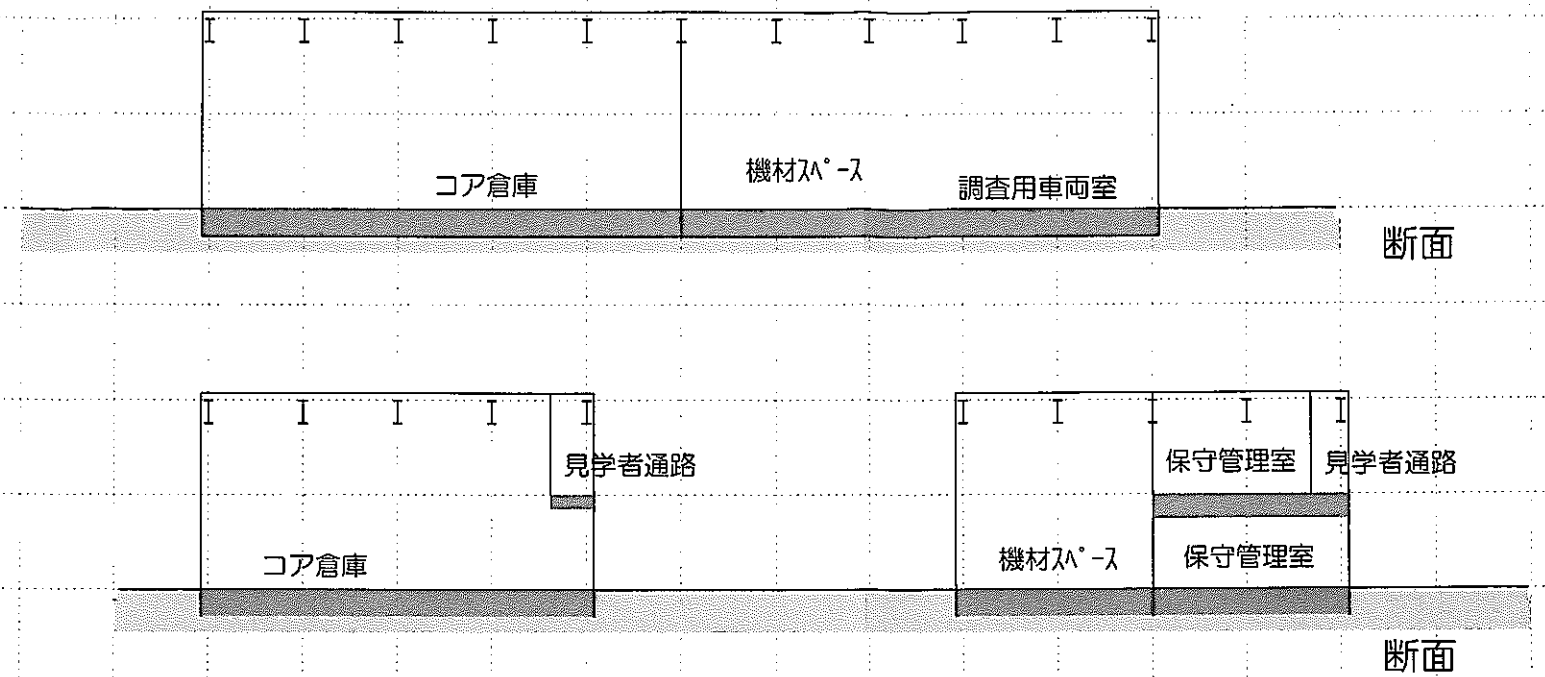 コア倉庫
機材ｽﾍﾟｰｽ
調査用車両室
断面
見学者通路
保守管理室
見学者通路
コア倉庫
機材ｽﾍﾟｰｽ
保守管理室
断面